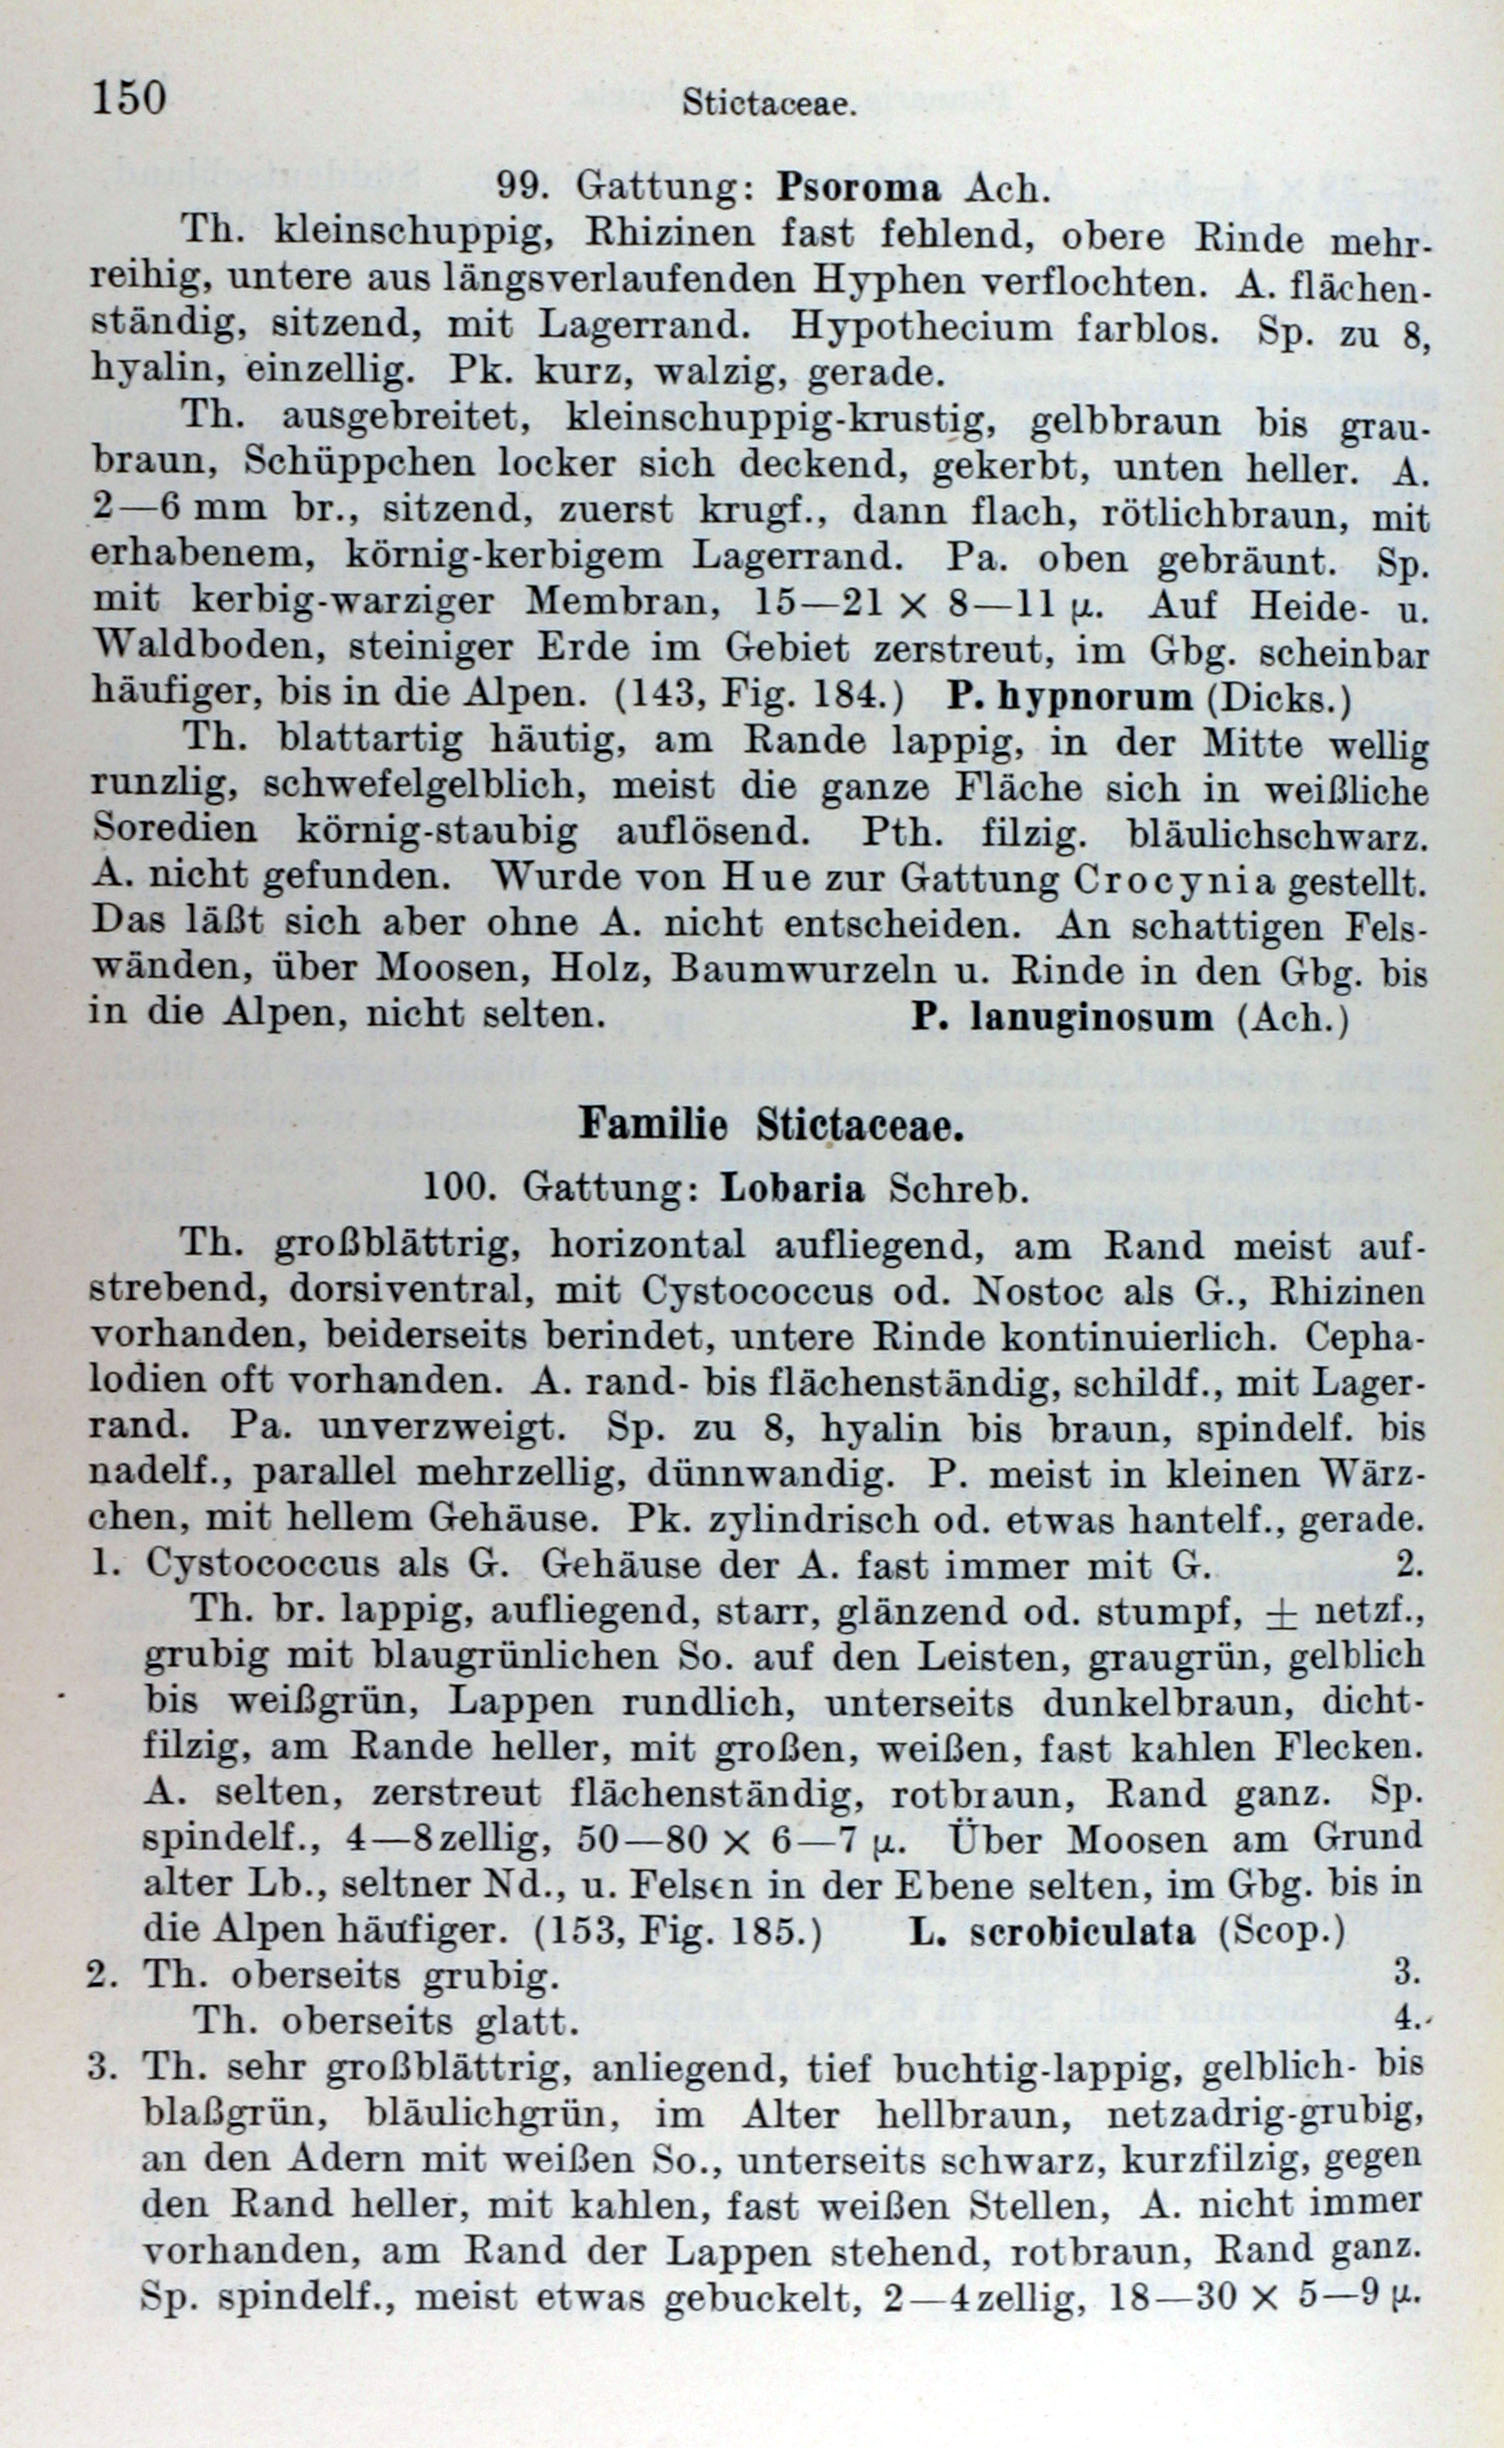 150
Stictaceae.
99. Gattung: Psoroma Ach.
Th. kleinschuppig, Rhizinen fast fehlend, obere Rinde mehr-
reihig, untere aus längsverlaufenden Hyphen verflochten. A. flächen-
ständig, sitzend, mit Lagerrand. Hypothecium farblos. Sp. zu 8,
hyalin, einzellig. Pk. kurz, walzig, gerade.
Th. ausgebreitet, kleinschuppig-krustig, gelbbraun bis grau-
braun, Schüppchen locker sich deckend, gekerbt, unten heller. A.
2—6 mm br., sitzend, zuerst krugf., dann flach, rötlichbraun, mit
erhabenem, körnig-kerbigem Lagerrand. Pa. oben gebräunt. Sp.
mit kerbig-warziger Membran, 15—21 × 8—11 μ. Auf Heide- u.
Waldboden, steiniger Erde im Gebiet zerstreut, im Gbg. scheinbar
häufiger, bis in die Alpen. (143, Fig. 184.) P. hypnorum (Dicks.)
Th. blattartig häutig, am Rande lappig, in der Mitte wellig
runzlig, schwefelgelblich, meist die ganze Fläche sich in weißliche
Soredien körnig-staubig auflösend. Pth. filzig. bläulichschwarz.
A. nicht gefunden. Wurde von Hue zur Gattung Crocynia gestellt.
Das läßt sich aber ohne A. nicht entscheiden. An schattigen Fels-
wänden, über Moosen, Holz, Baumwurzeln u. Rinde in den Gbg. bis
in die Alpen, nicht selten. P. lanuginosum (Ach.)
Familie Stictaceae.
100. Gattung: Lobaria Schreb.
Th. großblättrig, horizontal aufliegend, am Rand meist auf-
strebend, dorsiventral, mit Cystococcus od. Nostoc als G., Rhizinen
vorhanden, beiderseits berindet, untere Rinde kontinuierlich. Cepha-
lodien oft vorhanden. A. rand- bis flächenständig, schildf., mit Lager-
rand. Pa. unverzweigt. Sp. zu 8, hyalin bis braun, spindelf. bis
nadelf., parallel mehrzellig, dünnwandig. P. meist in kleinen Wärz-
chen, mit hellem Gehäuse. Pk. zylindrisch od. etwas hantelf., gerade.
1. Cystococcus als G. Gehäuse der A. fast immer mit G. 2.
Th. br. lappig, aufliegend, starr, glänzend od. stumpf, ± netzf.,
grubig mit blaugrünlichen So. auf den Leisten, graugrün, gelblich
bis weißgrün, Lappen rundlich, unterseits dunkelbraun, dicht-
filzig, am Rande heller, mit großen, weißen, fast kahlen Flecken.
A. selten, zerstreut flächenständig, rotbraun, Rand ganz. Sp.
spindelf., 4—8zellig, 50—80 × 6—7 μ. Über Moosen am Grund
alter Lb., seltner Nd., u. Felsen in der Ebene selten, im Gbg. bis in
die Alpen häufiger. (153, Fig. 185.) L. scrobiculata (Scop.)
2. Th. oberseits grubig. 3.
Th. oberseits glatt. 4.
3. Th. sehr großblättrig, anliegend, tief buchtig-lappig, gelblich- bis
blaßgrün, bläulichgrün, im Alter hellbraun, netzadrig-grubig,
an den Adern mit weißen So., unterseits schwarz, kurzfilzig, gegen
den Rand heller, mit kahlen, fast weißen Stellen, A. nicht immer
vorhanden, am Rand der Lappen stehend, rotbraun, Rand ganz.
Sp. spindelf., meist etwas gebuckelt, 2—4zellig, 18—30 × 5—9 μ.